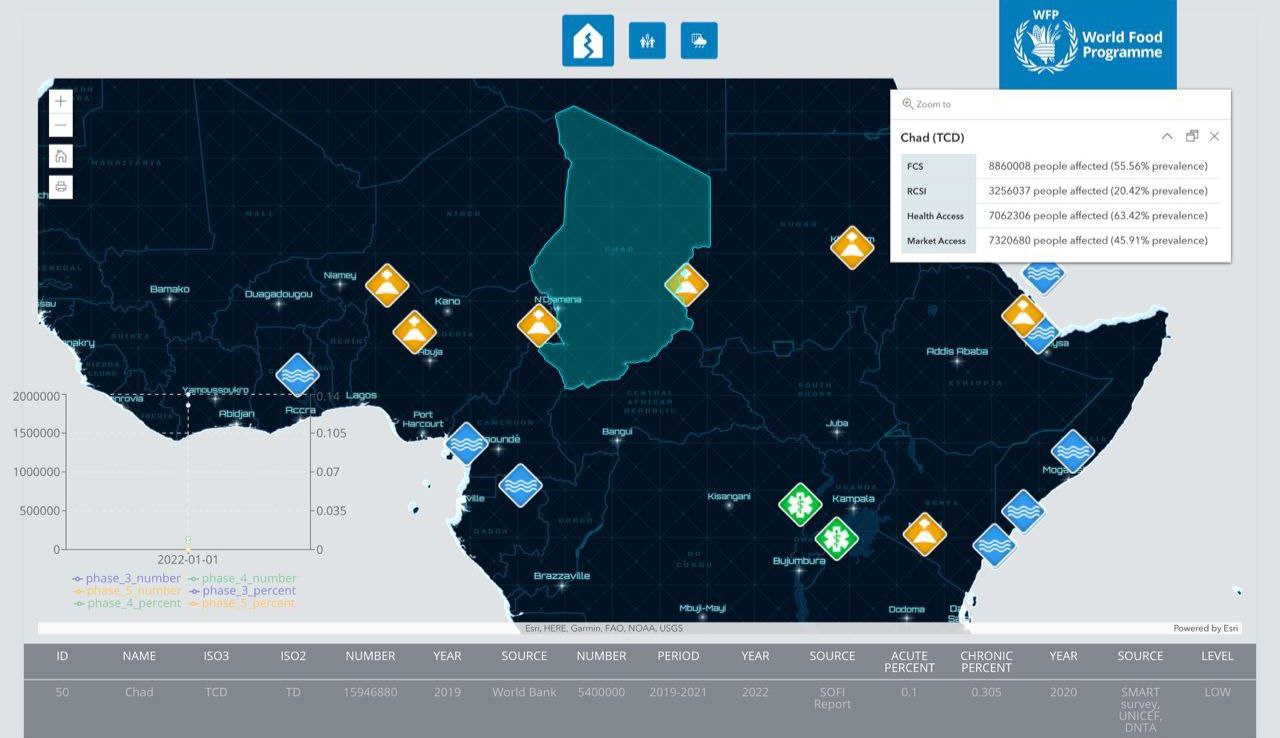 WFP
World Food
Programme
Zoom to
Chad (TCD)
FCS 8860008 people affected (55.56% prevalence)
RCSI 3256037 people affected (20.42% prevalence)
Health Access 7062306 people affected (63.42% prevalence)
Market Access 7320680 people affected (45.91% prevalence)
+
−
MAURITANIA
MALI
NIGER
CHAD
SUDAN
Niamey
Bamako
Ouagadougou
Kano
N'Djamena
GUINEA
BENIN
Abuja
Addis Ababa
ETHIOPIA
Yamoussoukro
Lagos
Abidjan
Accra
Port
Harcourt
CAMEROON
CENTRAL
AFRICAN
REPUBLIC
SOUTH
SUDAN
Bangui
Juba
Kisangani
UGANDA
Kampala
KENYA
GABON
CONGO
DR
CONGO
Bujumbura
Brazzaville
Mbuji-Mayi
Dodoma
2000000
1500000
1000000
500000
0
0.14
0.105
0.07
0.035
0
2022-01-01
phase_3_number phase_4_number
phase_5_number phase_3_percent
phase_4_percent phase_5_percent
Esri, HERE, Garmin, FAO, NOAA, USGS
Powered by Esri
ID NAME ISO3 ISO2 NUMBER YEAR SOURCE NUMBER PERIOD YEAR SOURCE ACUTE PERCENT CHRONIC PERCENT YEAR SOURCE LEVEL
50 Chad TCD TD 15946880 2019 World Bank 5400000 2019-2021 2022 SOFI Report 0.1 0.305 2020 SMART survey, UNICEF, DNTA LOW